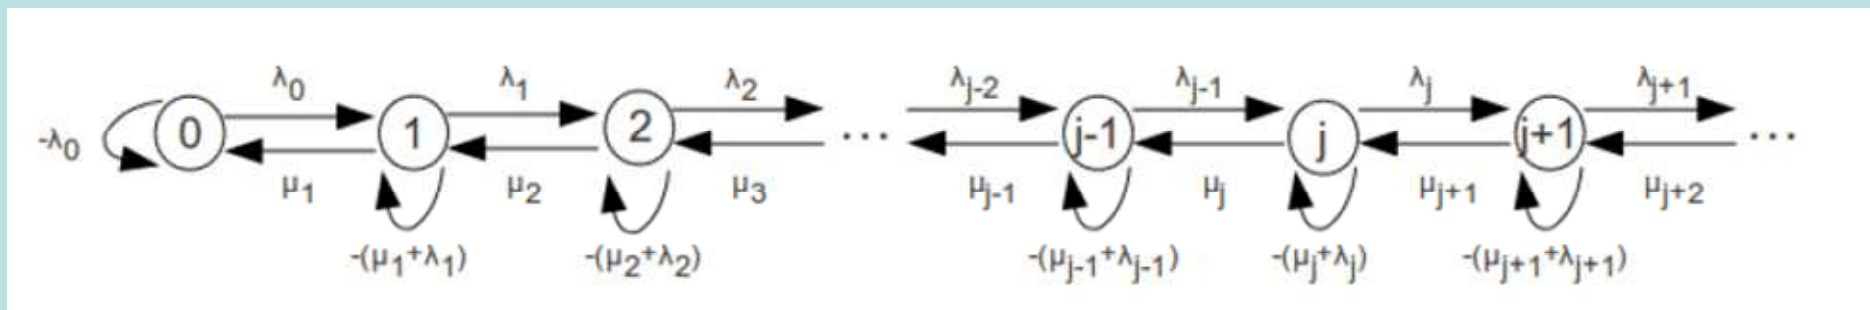 λ0 λ1 λ2 λj-2 λj-1 λj λj+1
-λ0 0 1 2 ... j-1 j j+1 ...
μ1 μ2 μ3 μj-1 μj μj+1 μj+2
-(μ1+λ1) -(μ2+λ2) -(μj-1+λj-1) -(μj+λj) -(μj+1+λj+1)